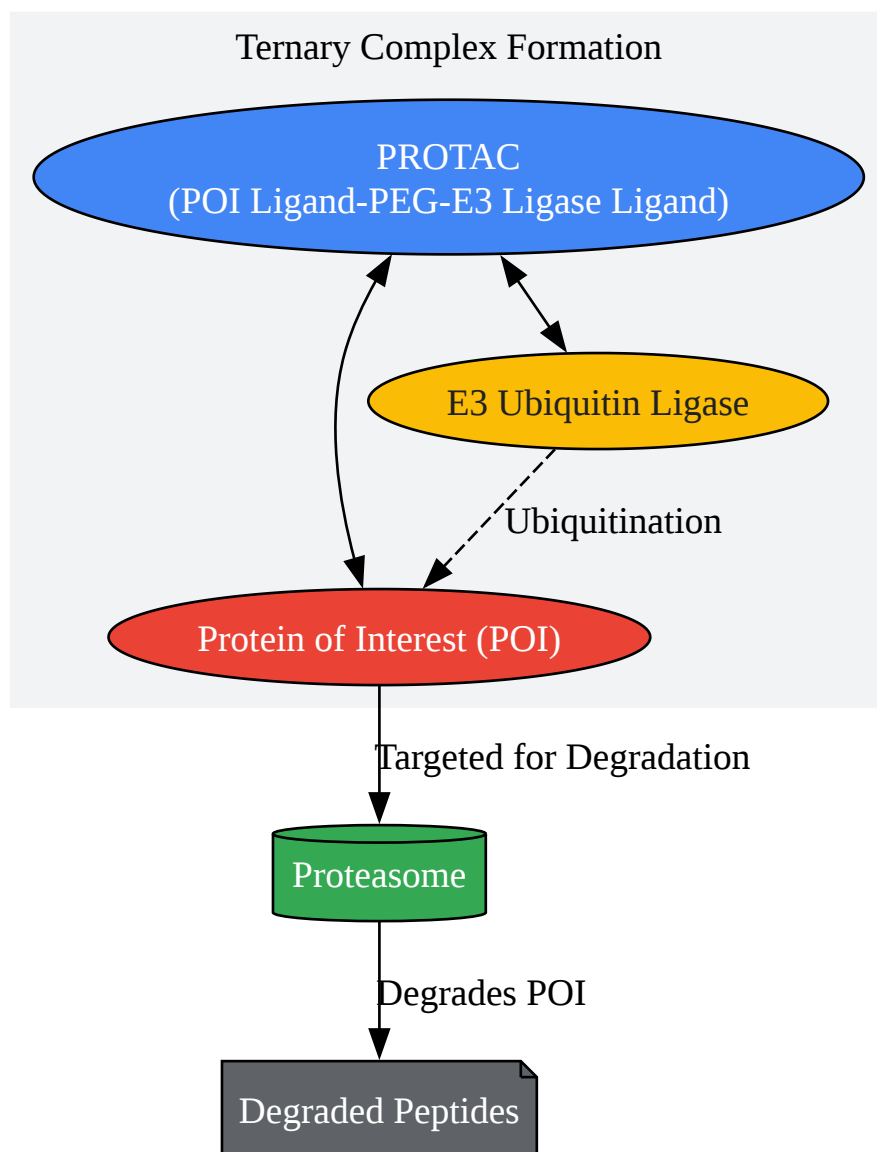 Ternary Complex Formation
PROTAC
(POI Ligand-PEG-E3 Ligase Ligand)
E3 Ubiquitin Ligase
Ubiquitination
Protein of Interest (POI)
Targeted for Degradation
Proteasome
Degrades POI
Degraded Peptides